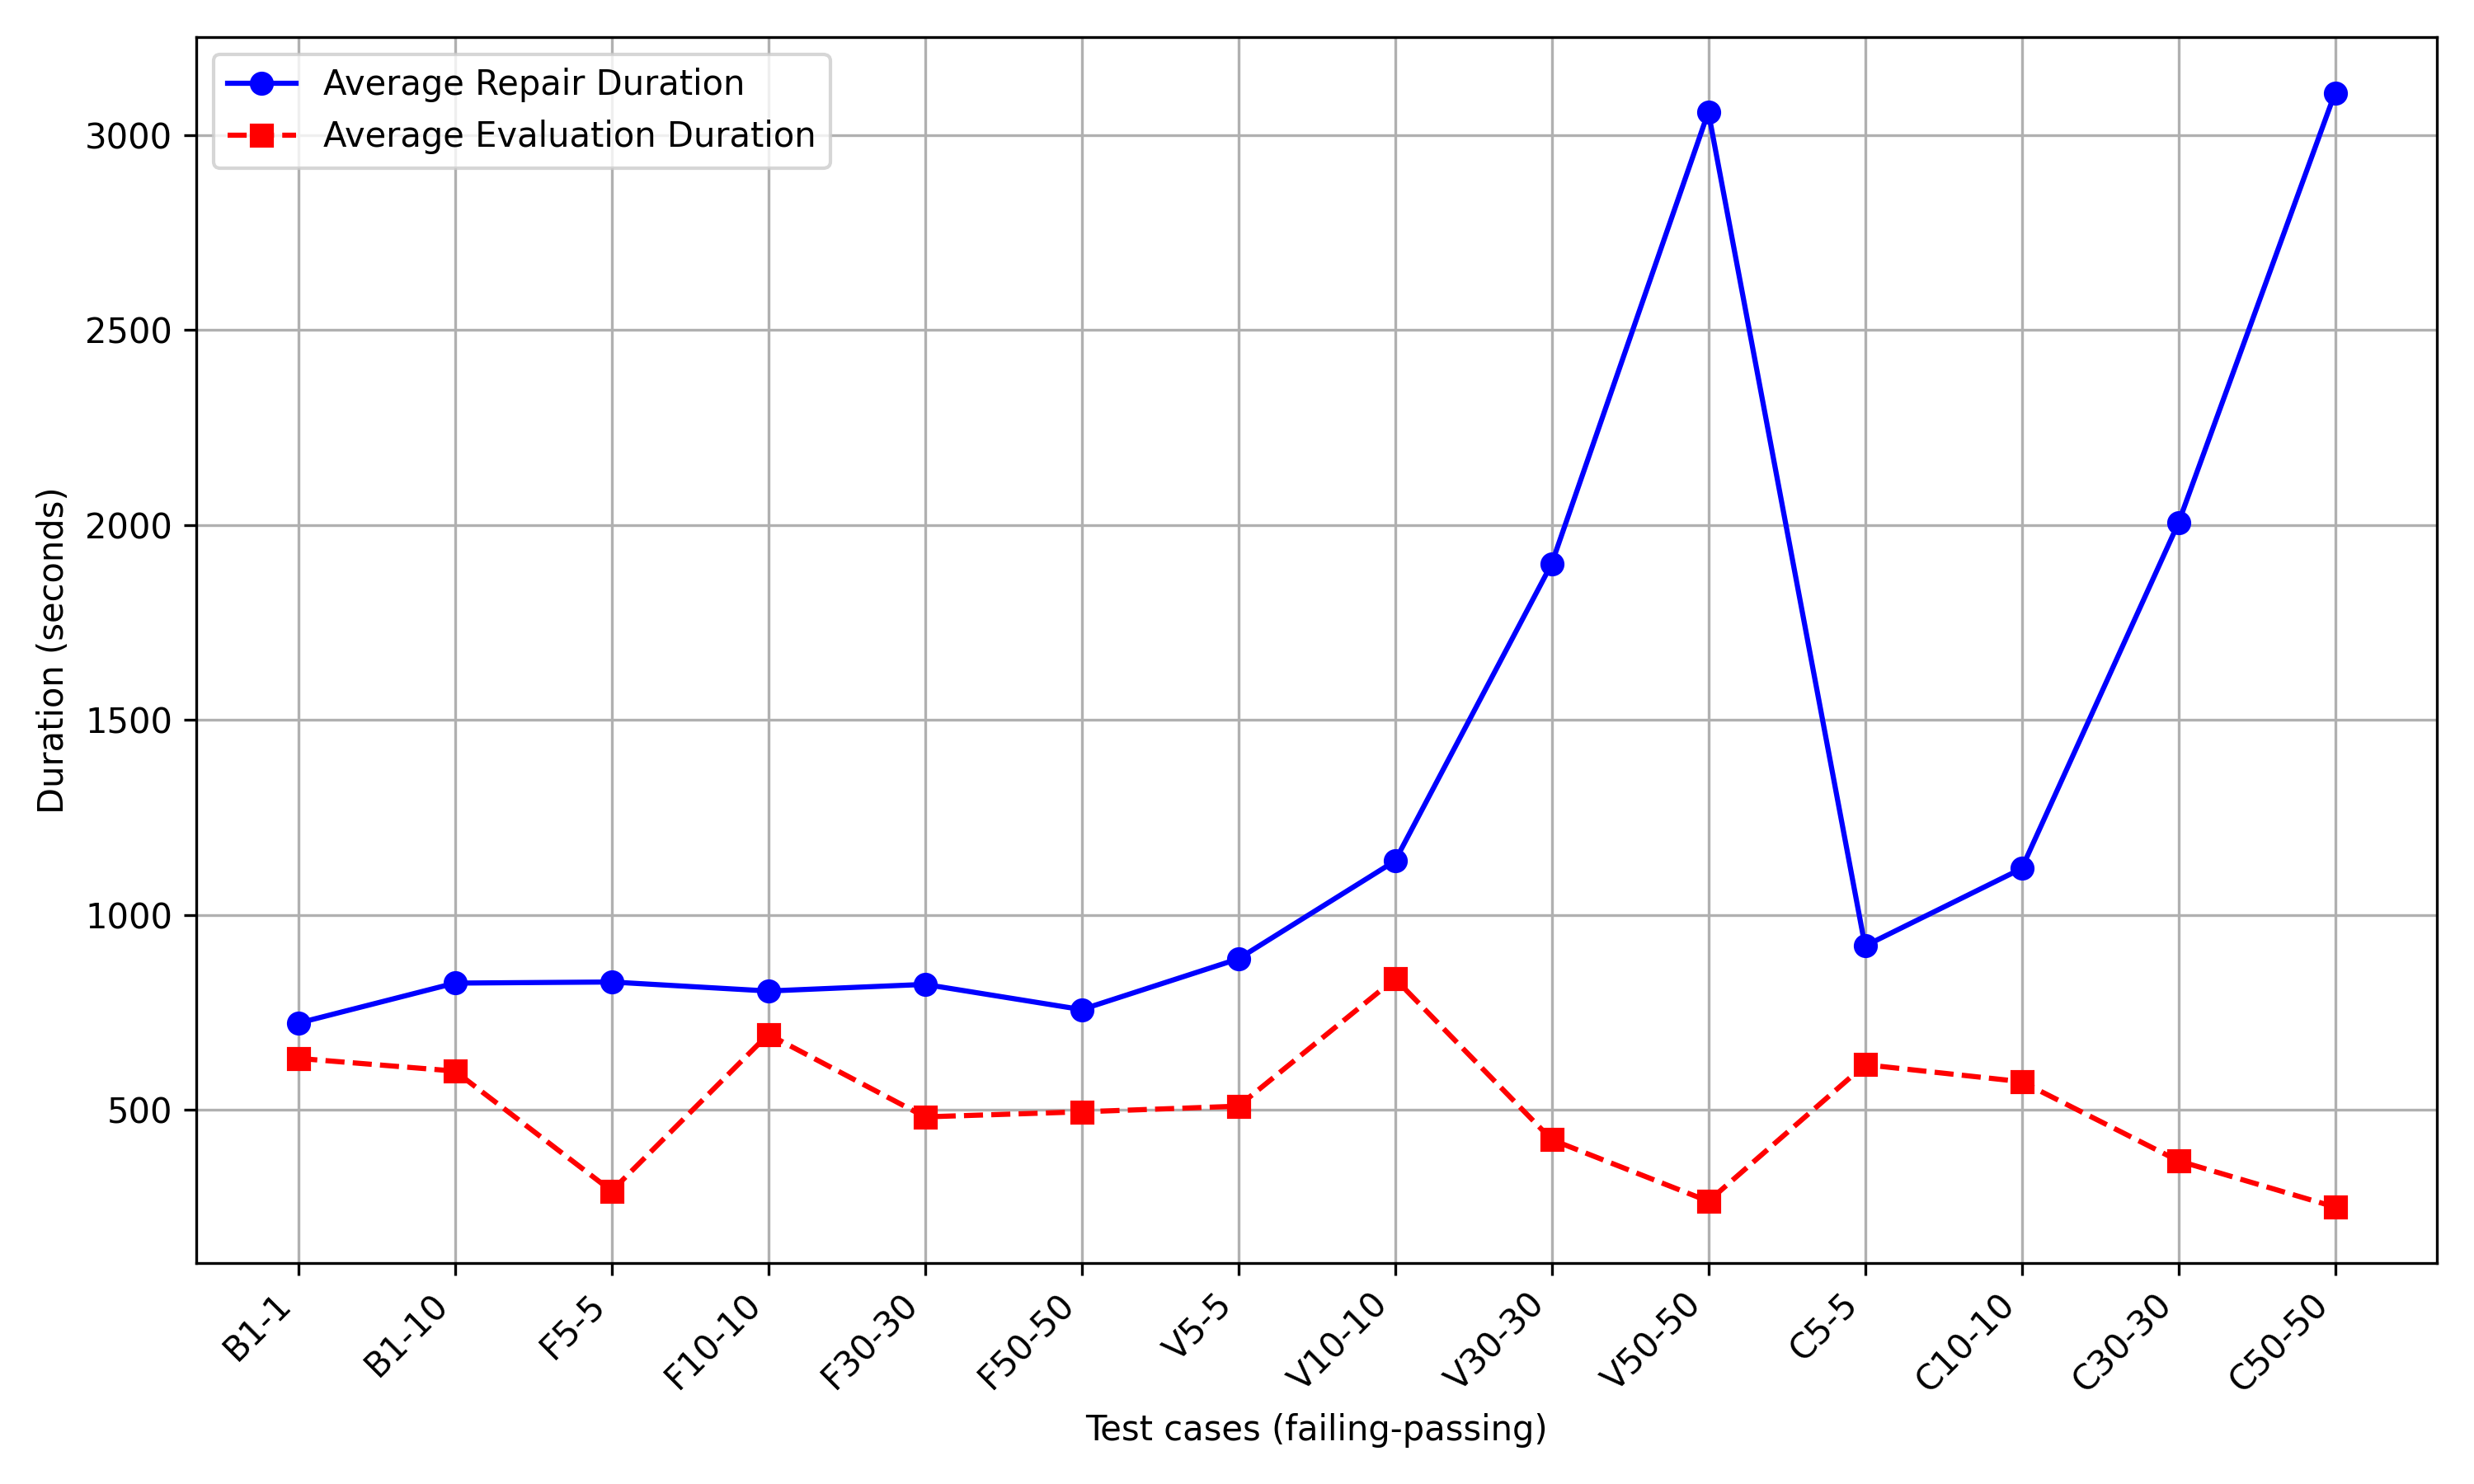 Average Repair Duration
Average Evaluation Duration
3000
2500
2000
1500
1000
500
Duration (seconds)
B1-1
B1-10
F5-5
F10-10
F30-30
F50-50
V5-5
V10-10
V30-30
V50-50
C5-5
C10-10
C30-30
C50-50
Test cases (failing-passing)